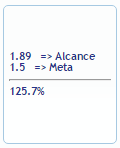 1.89 => Alcance
1.5 => Meta
125.7%